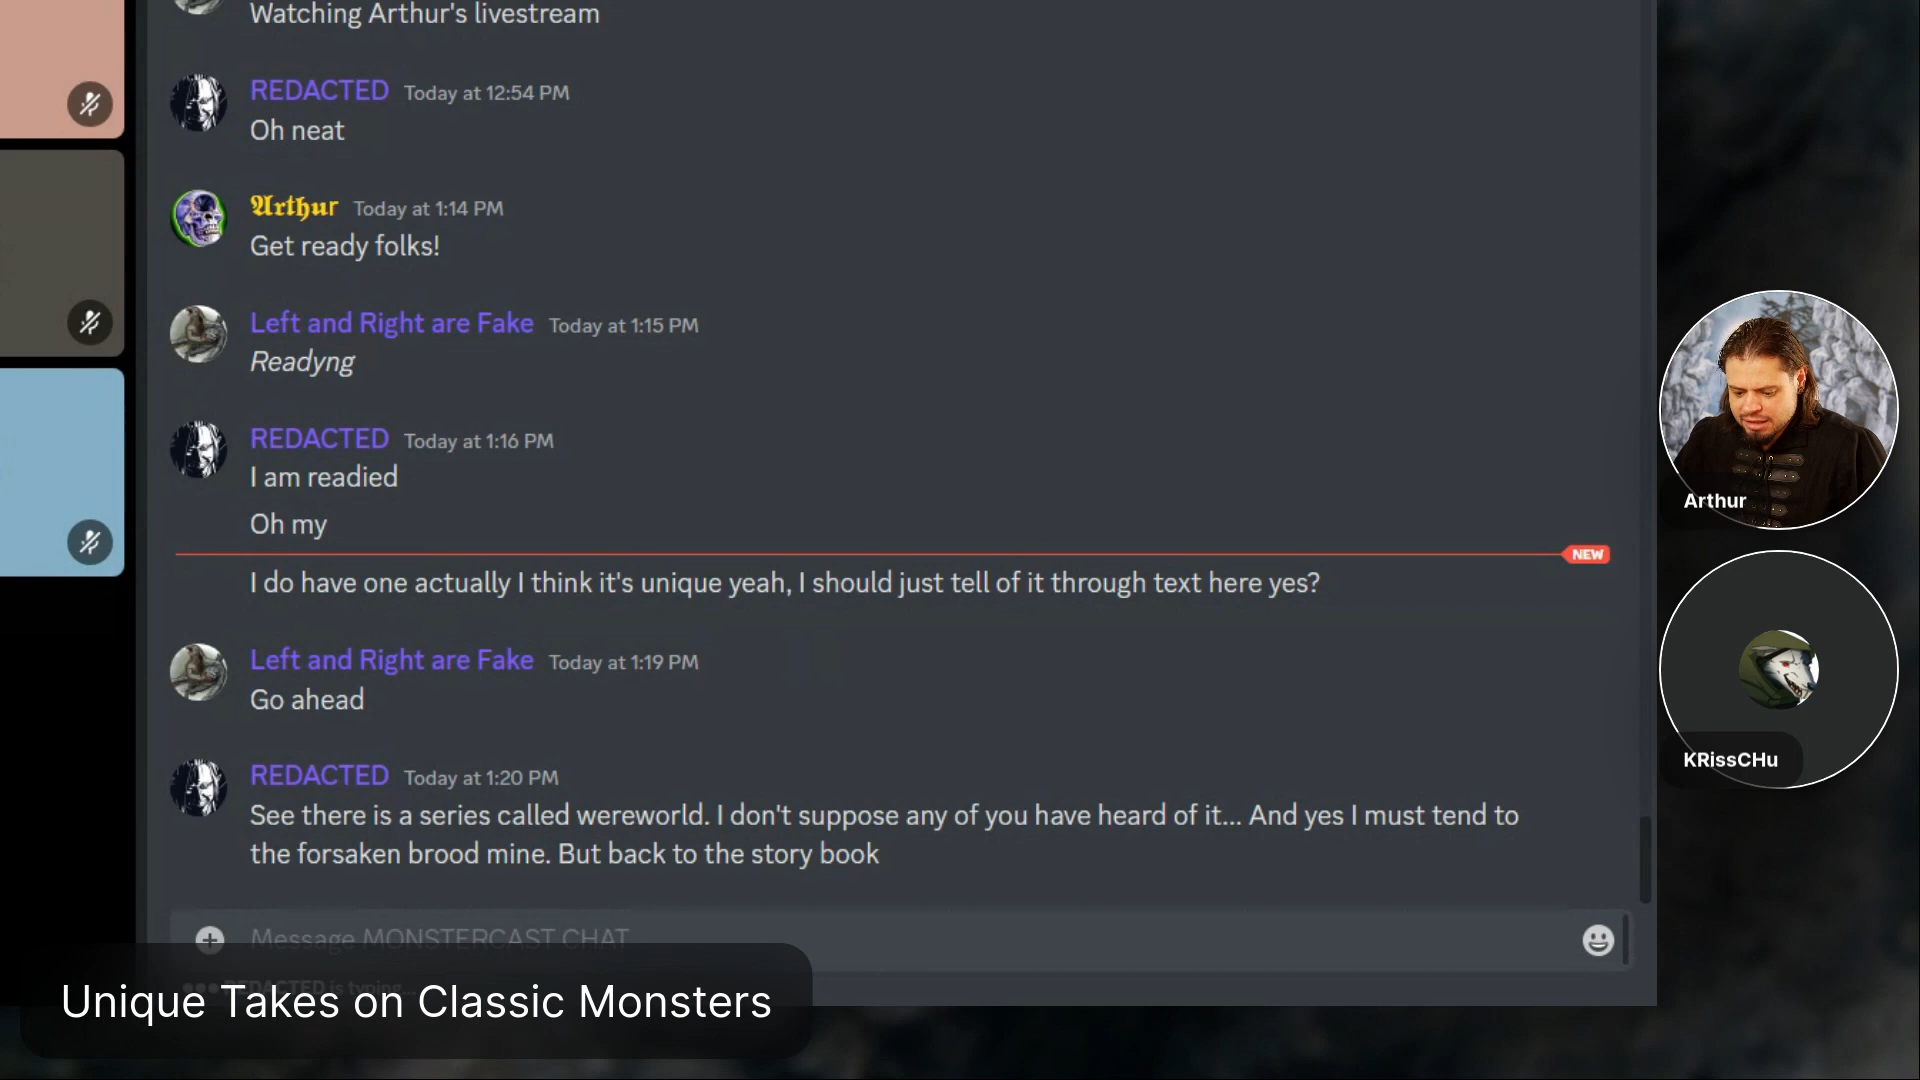 Watching Arthur's livestream
REDACTED Today at 12:54 PM
Oh neat
Arthur Today at 1:14 PM
Get ready folks!
Left and Right are Fake Today at 1:15 PM
Readyng
REDACTED Today at 1:16 PM
I am readied
Oh my
NEW
I do have one actually I think it's unique yeah, I should just tell of it through text here yes?
Left and Right are Fake Today at 1:19 PM
Go ahead
REDACTED Today at 1:20 PM
See there is a series called wereworld. I don't suppose any of you have heard of it... And yes I must tend to
the forsaken brood mine. But back to the story book
Message MONSTERCAST CHAT
REDACTED is typing...
Unique Takes on Classic Monsters
Arthur
KRissCHu